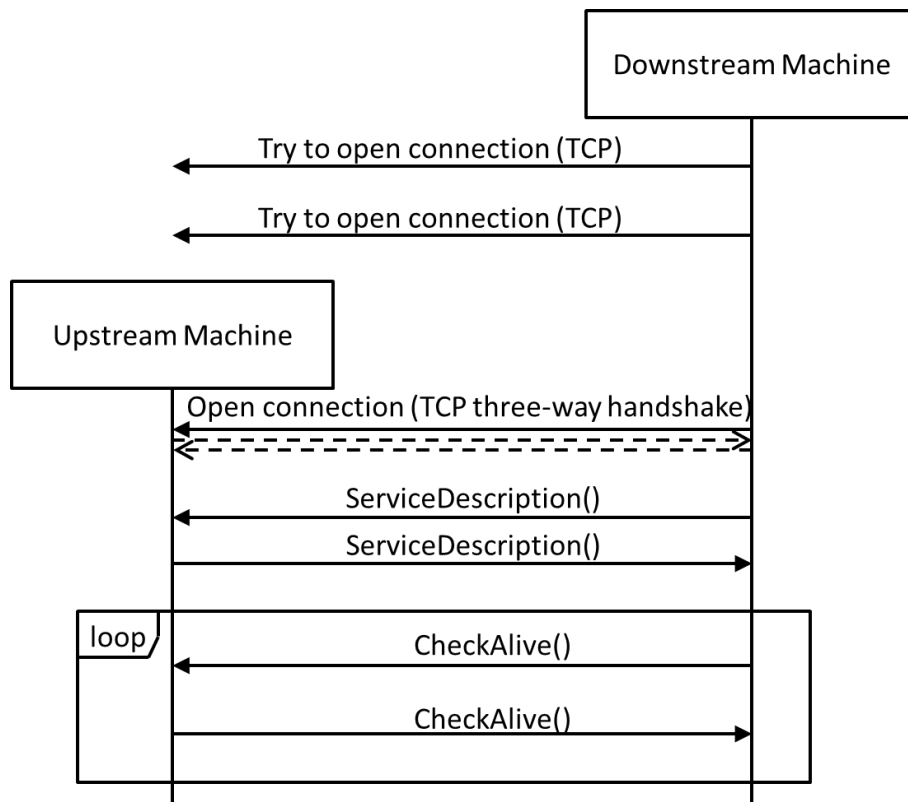 Downstream Machine
Try to open connection (TCP)
Try to open connection (TCP)
Upstream Machine
Open connection (TCP three-way handshake)
ServiceDescription()
ServiceDescription()
loop
CheckAlive()
CheckAlive()